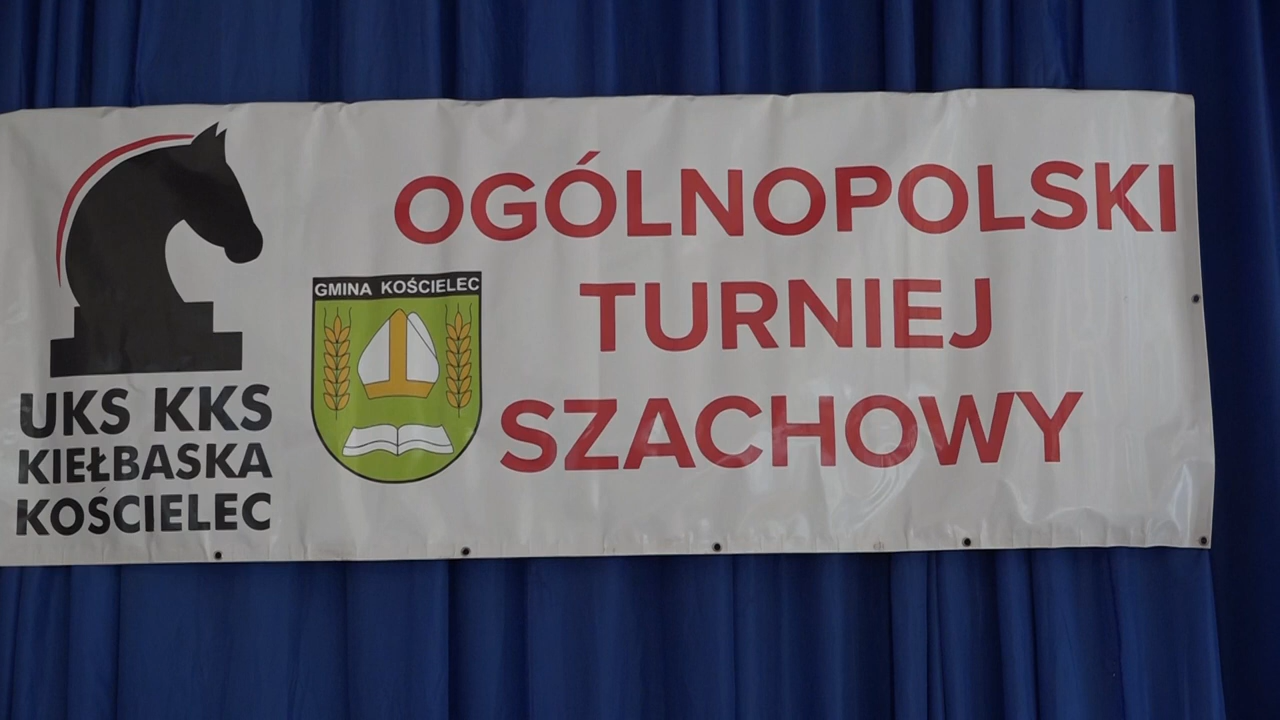 UKS KKS
KIEŁBASKA
KOŚCIELEC
GMINA KOŚCIELEC
OGÓLNOPOLSKI
TURNIEJ
SZACHOWY